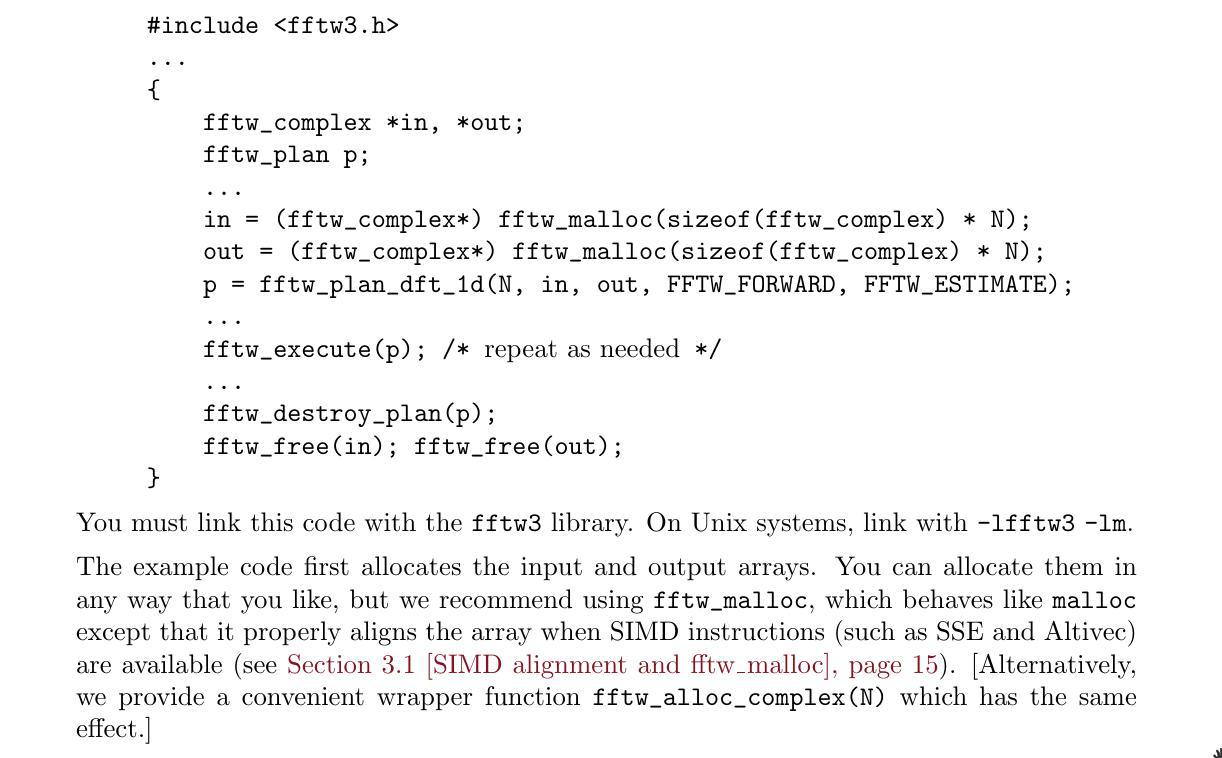 #include <fftw3.h>
...
{
fftw_complex *in, *out;
fftw_plan p;
...
in = (fftw_complex*) fftw_malloc(sizeof(fftw_complex) * N);
out = (fftw_complex*) fftw_malloc(sizeof(fftw_complex) * N);
p = fftw_plan_dft_1d(N, in, out, FFTW_FORWARD, FFTW_ESTIMATE);
...
fftw_execute(p); /* repeat as needed */
...
fftw_destroy_plan(p);
fftw_free(in); fftw_free(out);
}
You must link this code with the fftw3 library. On Unix systems, link with -lfftw3 -lm.
The example code first allocates the input and output arrays. You can allocate them in
any way that you like, but we recommend using fftw_malloc, which behaves like malloc
except that it properly aligns the array when SIMD instructions (such as SSE and Altivec)
are available (see Section 3.1 [SIMD alignment and fftw_malloc], page 15). [Alternatively,
we provide a convenient wrapper function fftw_alloc_complex(N) which has the same
effect.]